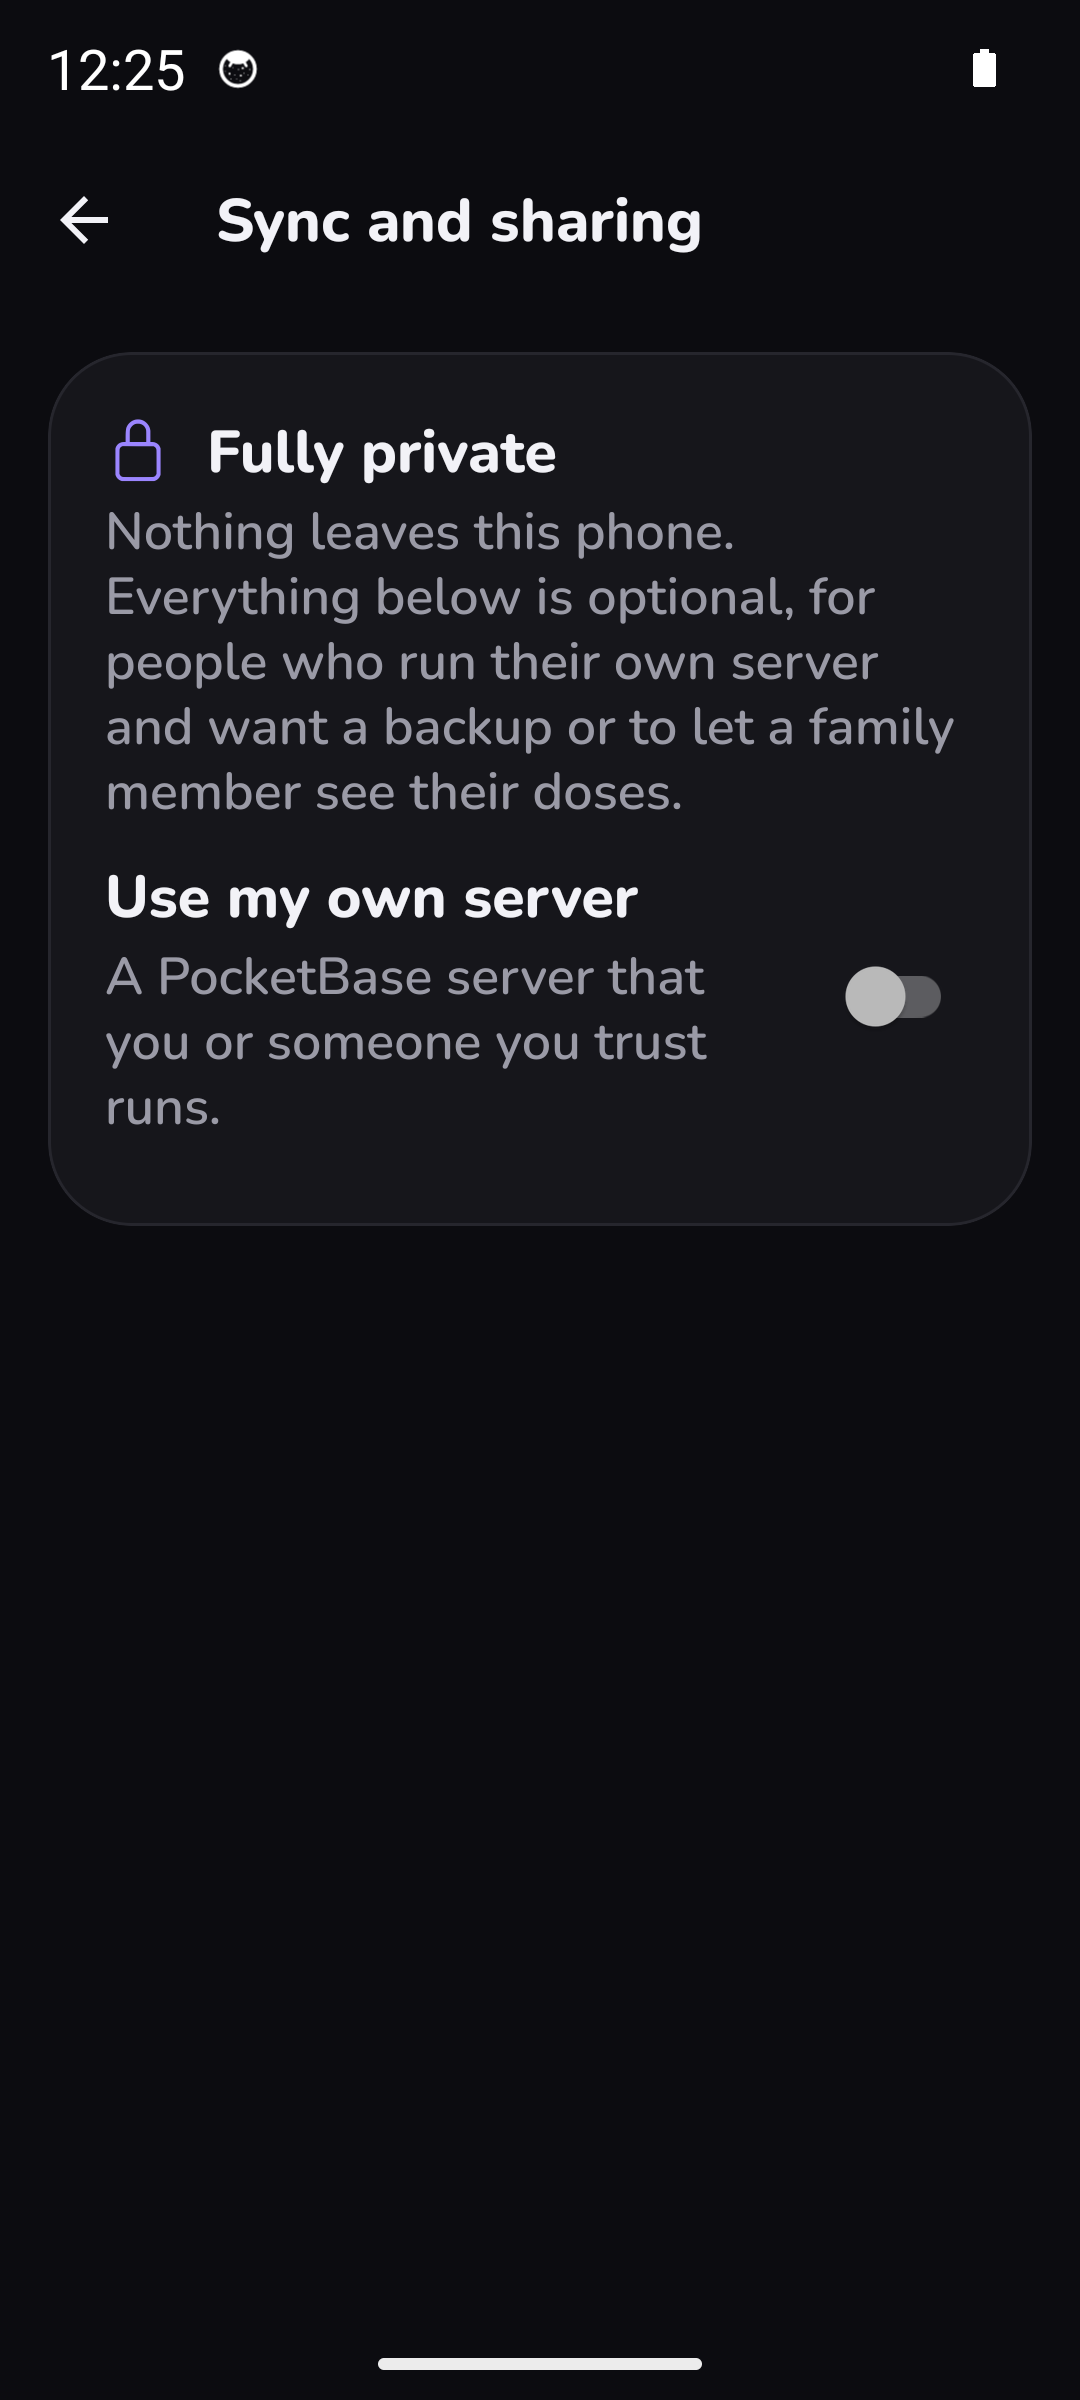 12:25
Sync and sharing
Fully private
Nothing leaves this phone.
Everything below is optional, for
people who run their own server
and want a backup or to let a family
member see their doses.
Use my own server
A PocketBase server that
you or someone you trust
runs.